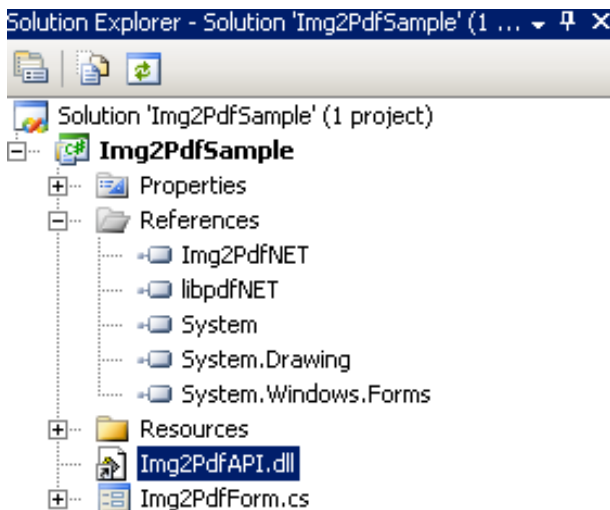 Solution Explorer - Solution 'Img2PdfSample' (1 ...
Solution 'Img2PdfSample' (1 project)
Img2PdfSample
Properties
References
Img2PdfNET
libpdfNET
System
System.Drawing
System.Windows.Forms
Resources
Img2PdfAPI.dll
Img2PdfForm.cs